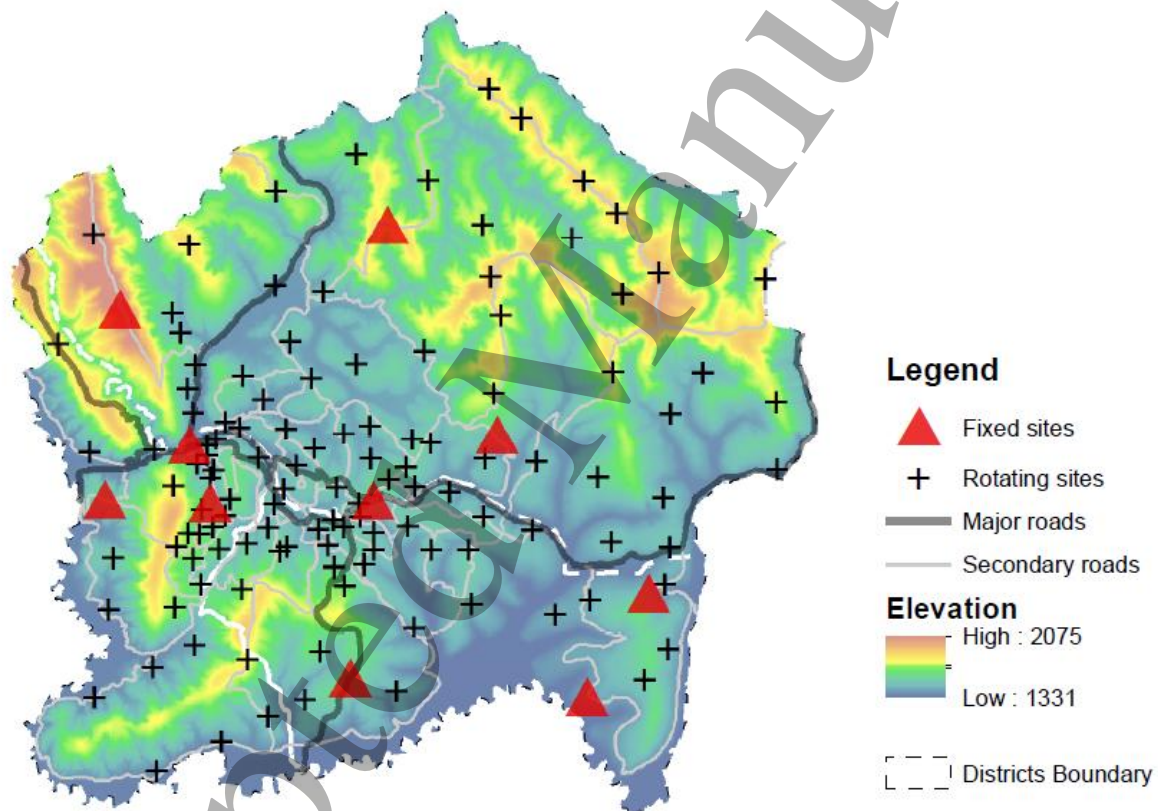 Legend
Fixed sites
Rotating sites
Major roads
Secondary roads
Elevation
High : 2075
Low : 1331
Districts Boundary